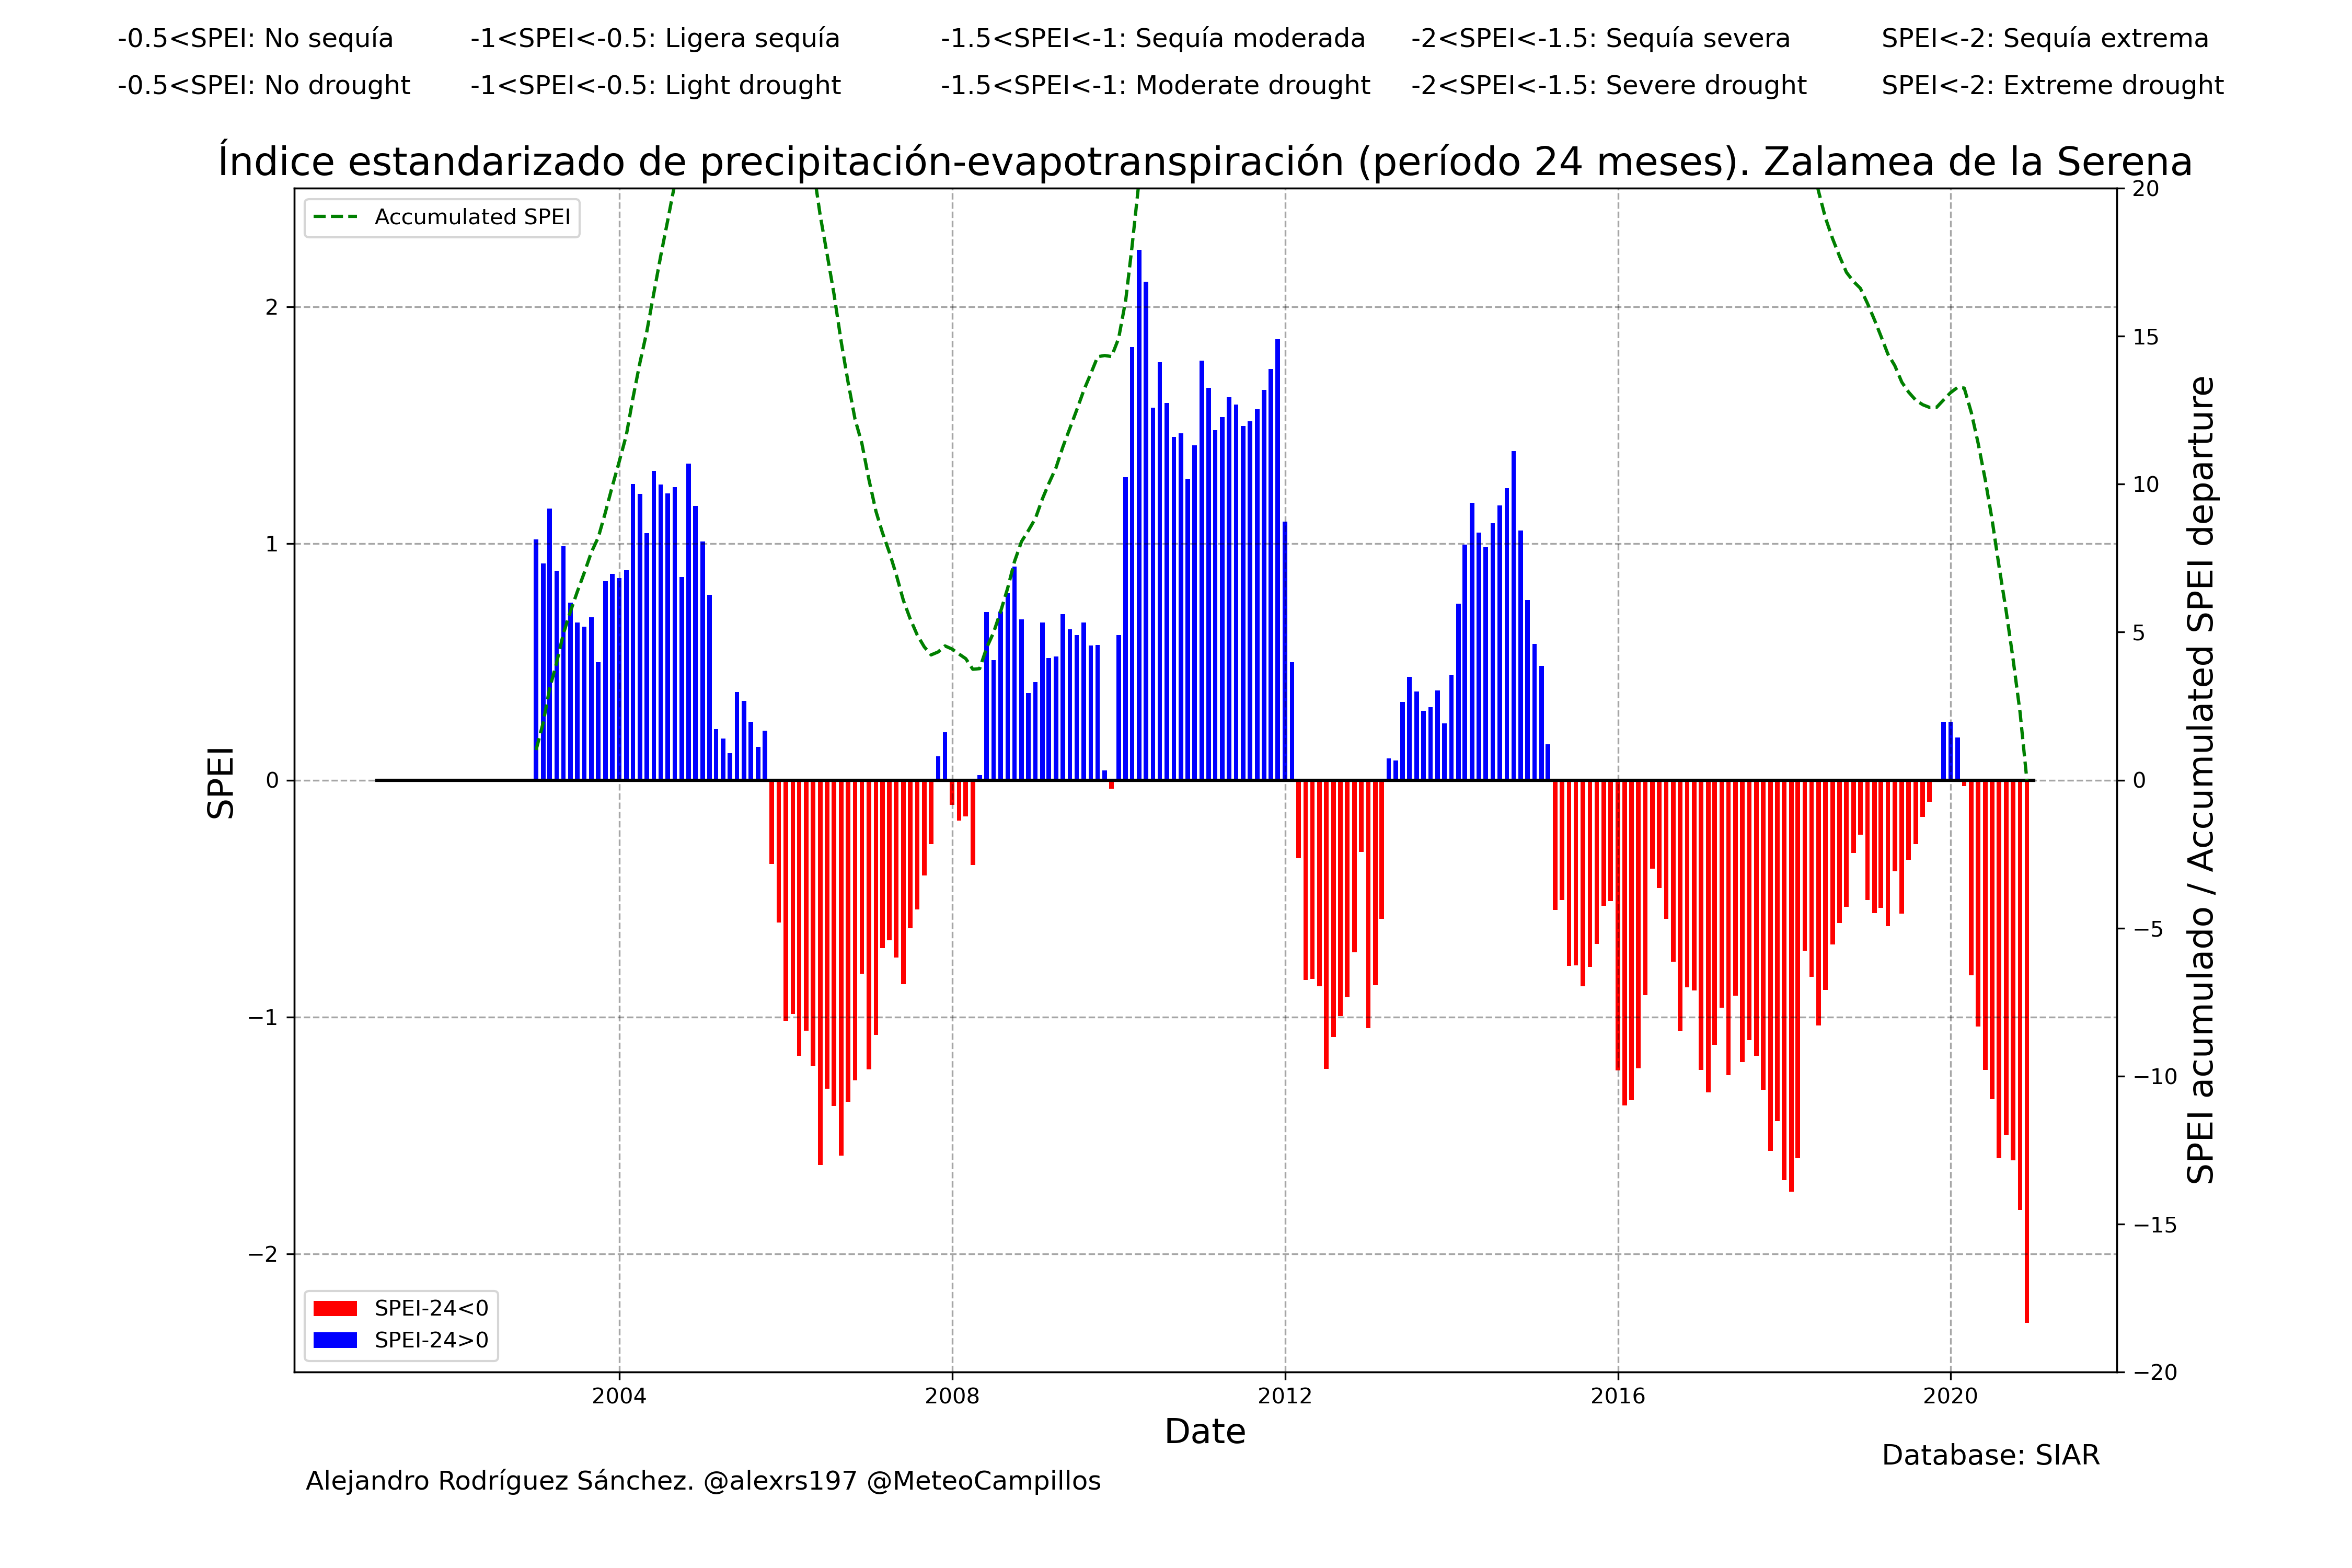 -0.5<SPEI: No sequía -1<SPEI<-0.5: Ligera sequía -1.5<SPEI<-1: Sequía moderada -2<SPEI<-1.5: Sequía severa SPEI<-2: Sequía extrema
-0.5<SPEI: No drought -1<SPEI<-0.5: Light drought -1.5<SPEI<-1: Moderate drought -2<SPEI<-1.5: Severe drought SPEI<-2: Extreme drought
Índice estandarizado de precipitación-evapotranspiración (período 24 meses). Zalamea de la Serena
Accumulated SPEI
SPEI
2
1
0
−1
−2
20
15
10
5
0
−5
−10
−15
−20
SPEI acumulado / Accumulated SPEI departure
SPEI-24<0
SPEI-24>0
2004 2008 2012 2016 2020
Date
Database: SIAR
Alejandro Rodríguez Sánchez. @alexrs197 @MeteoCampillos